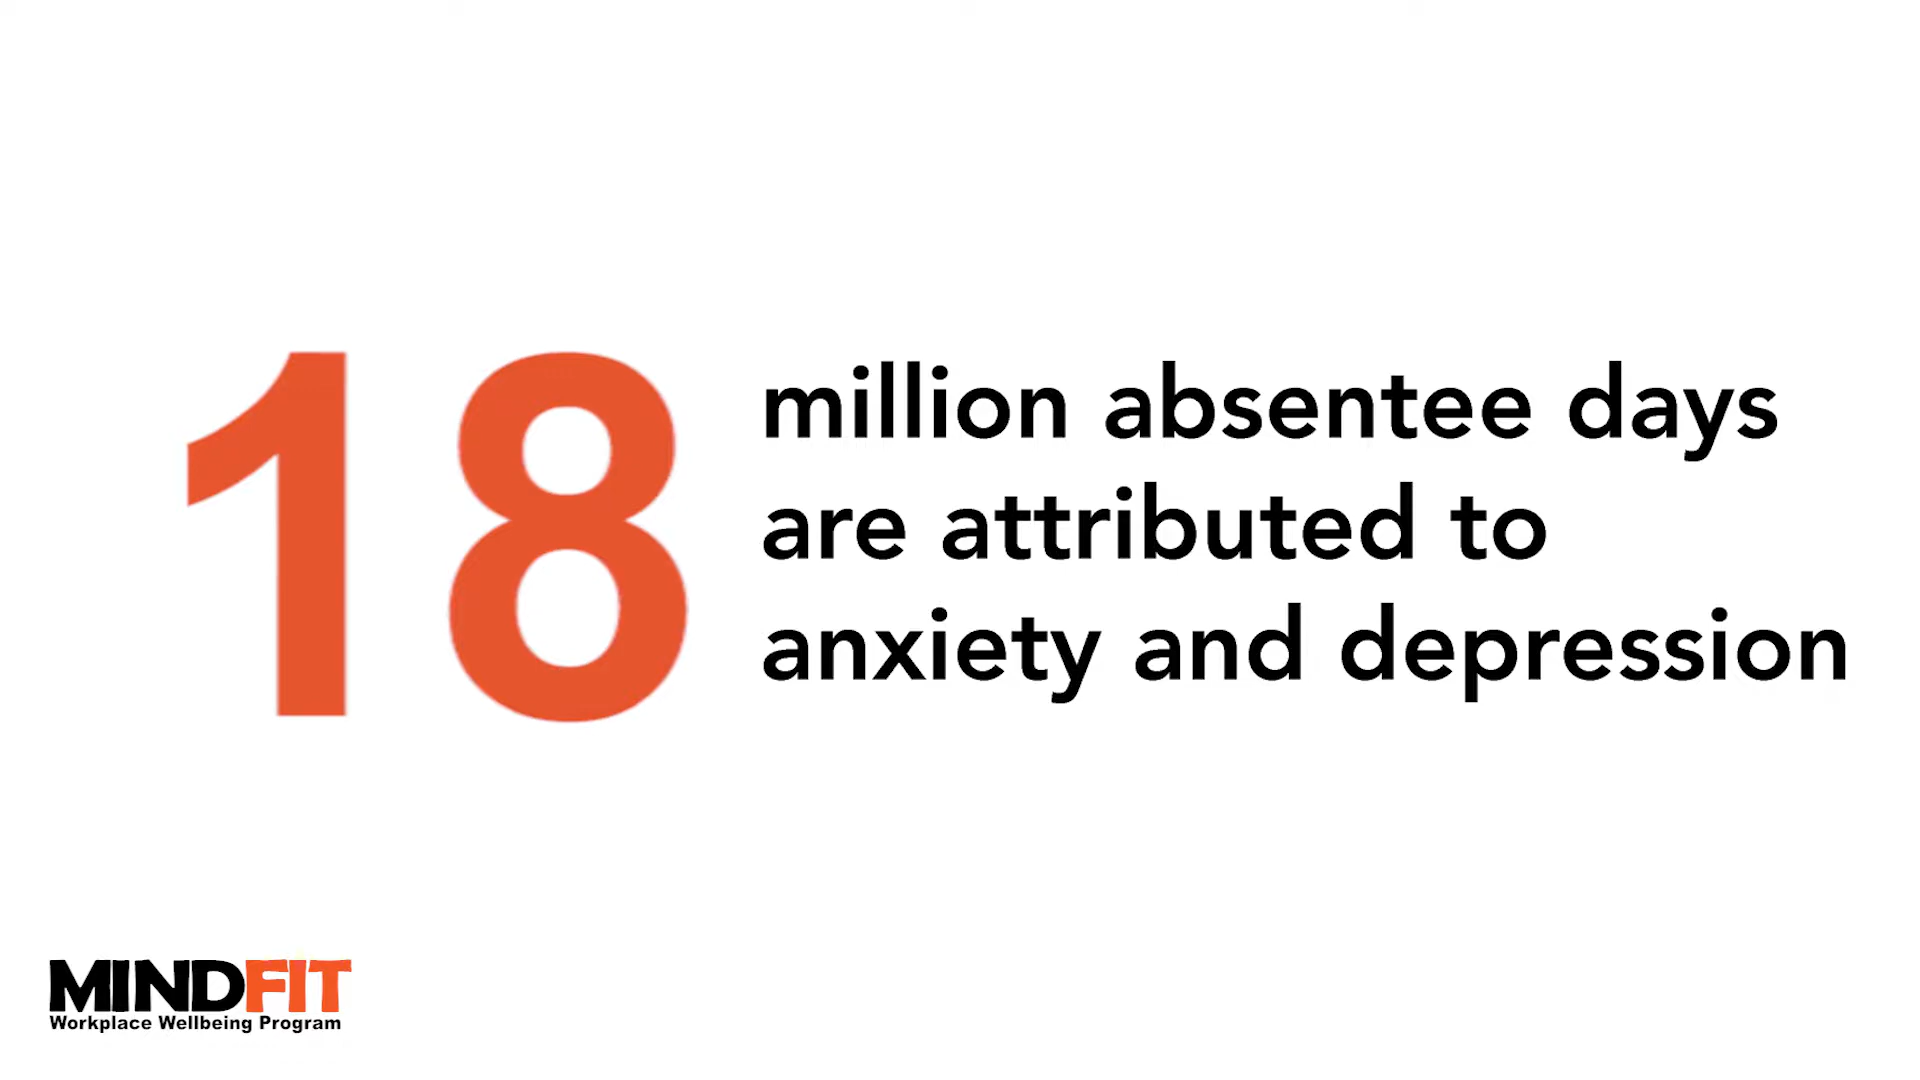 18
million absentee days
are attributed to
anxiety and depression
MINDFIT
Workplace Wellbeing Program